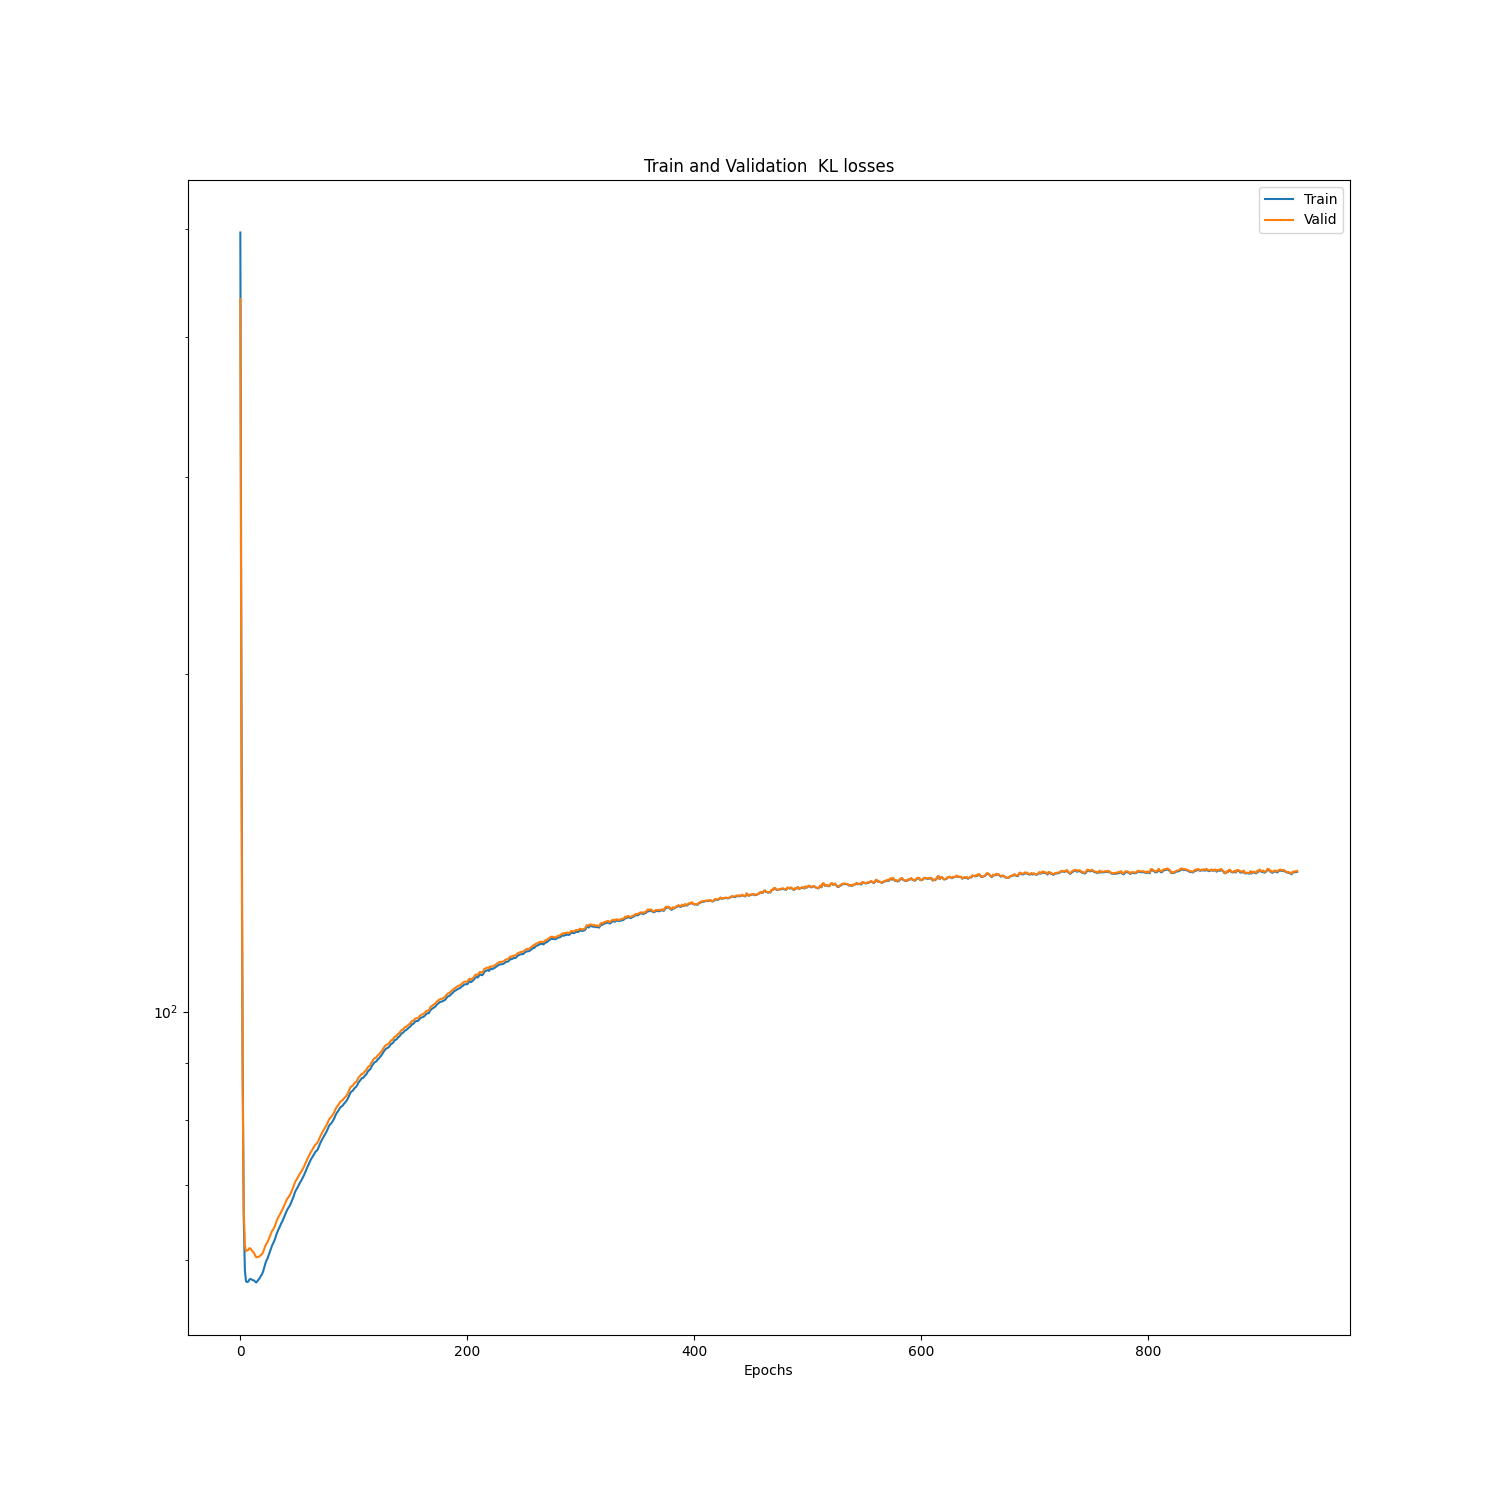 Train and Validation  KL losses
Train
Valid
10²
0 200 400 600 800
Epochs